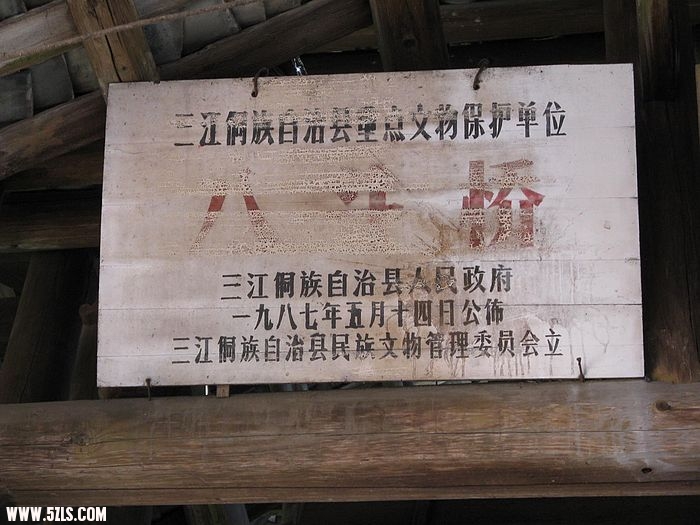 三江侗族自治县重点文物保护单位
八 桥
三江侗族自治县人民政府
一九八七年五月十四日公佈
三江侗族自治县民族文物管理委员会立
WWW.5ZLS.COM